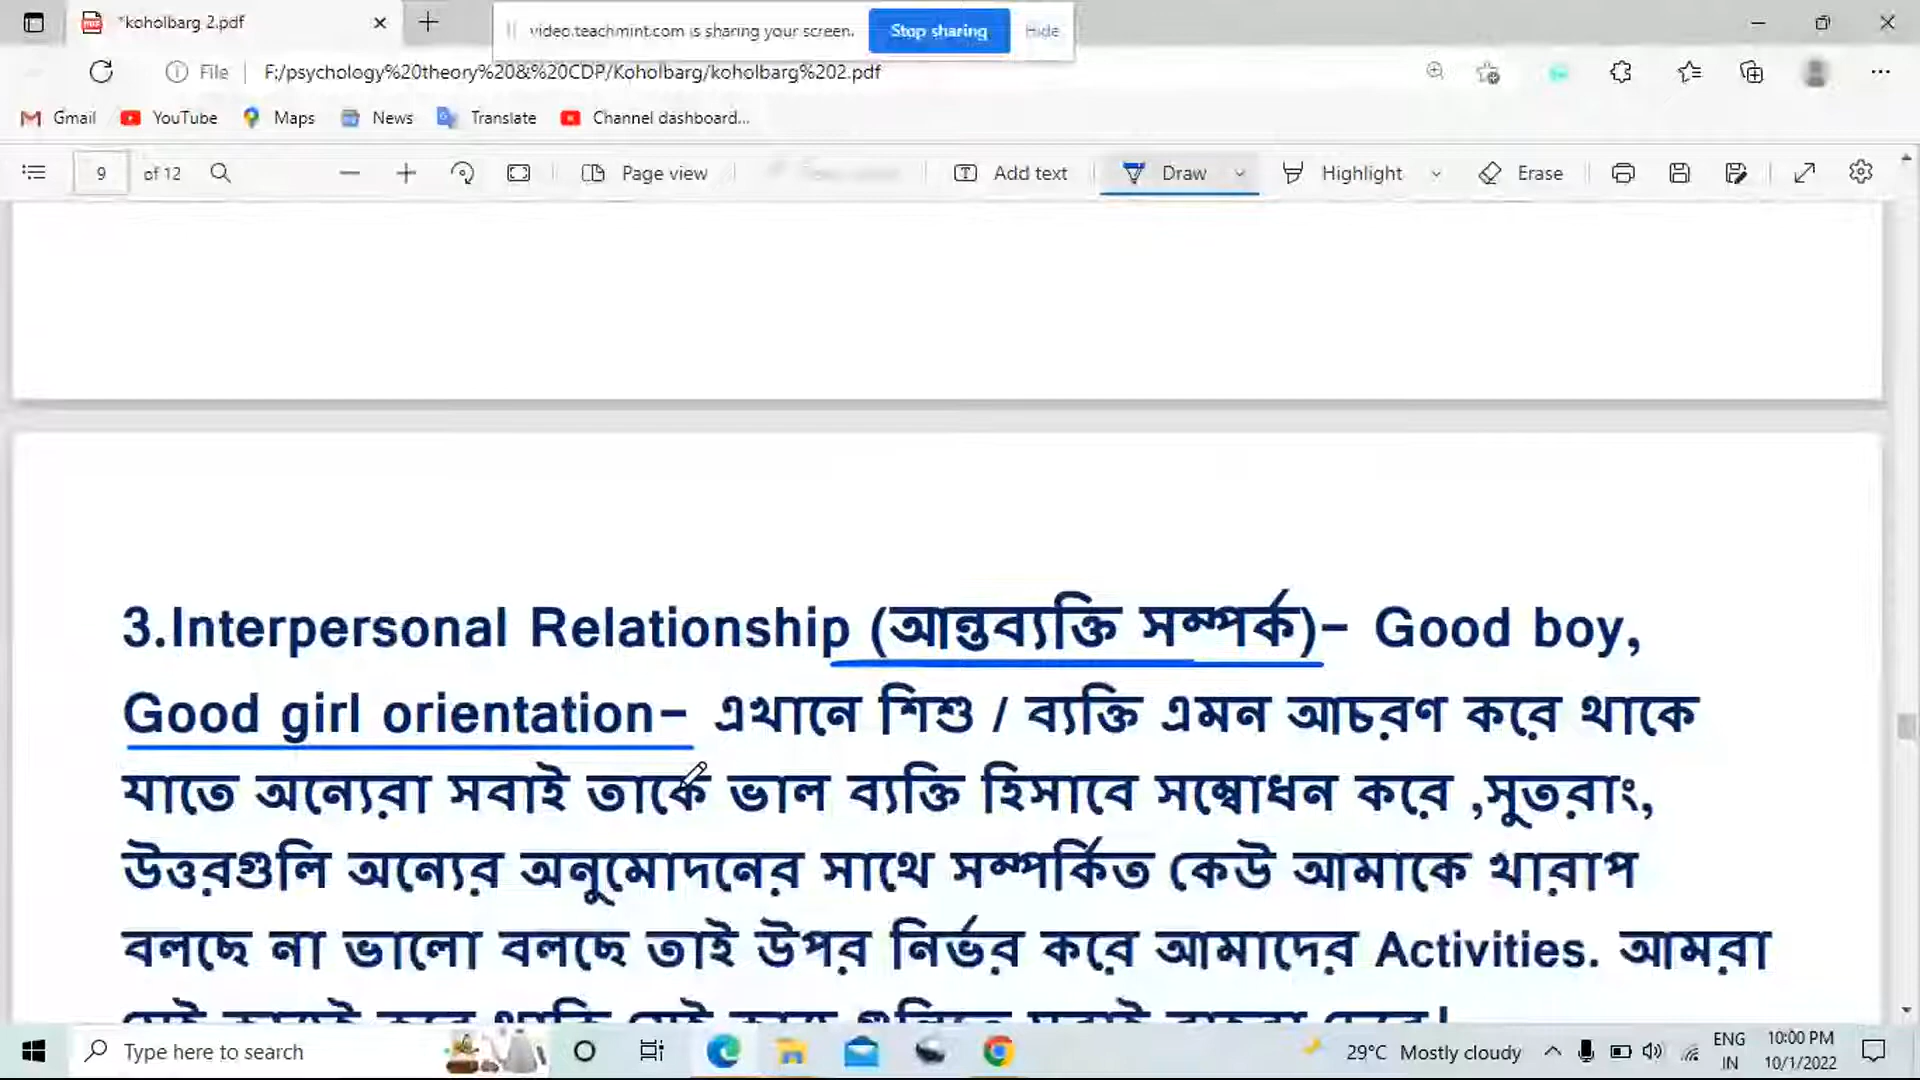 *koholbarg 2.pdf
video.teachmint.com is sharing your screen.
Stop sharing
Hide
File
F:/psychology%20theory%20&%20CDP/Koholbarg/koholbarg%202.pdf
Gmail
YouTube
Maps
News
Translate
Channel dashboard...
9
of 12
Page view
Add text
Draw
Highlight
Erase
3.Interpersonal Relationship (আন্তব্যক্তি সম্পর্ক)- Good boy,
Good girl orientation- এখানে শিশু / ব্যক্তি এমন আচরণ করে থাকে
যাতে অন্যেরা সবাই তাকে ভাল ব্যক্তি হিসাবে সম্বোধন করে ,সুতরাং,
উত্তরগুলি অন্যের অনুমোদনের সাথে সম্পর্কিত কেউ আমাকে খারাপ
বলছে না ভালো বলছে তাই উপর নির্ভর করে আমাদের Activities. আমরা
Type here to search
29°C Mostly cloudy
ENG
IN
10:00 PM
10/1/2022